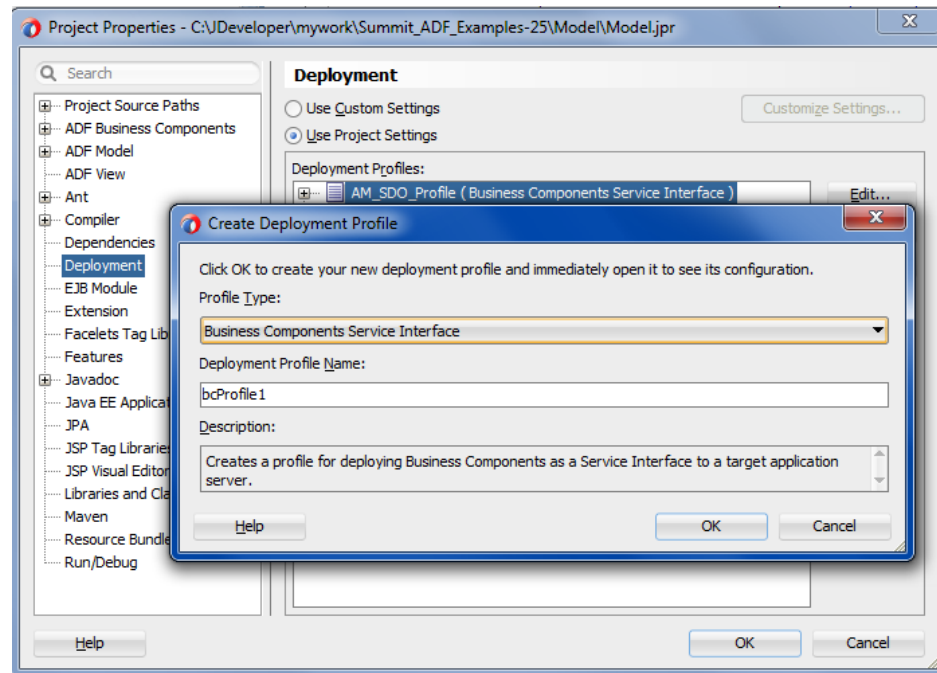 Project Properties - C:\JDeveloper\mywork\Summit_ADF_Examples-25\Model\Model.jpr
Search
Project Source Paths
ADF Business Components
ADF Model
ADF View
Ant
Compiler
Dependencies
Deployment
EJB Module
Extension
Facelets Tag Lib
Features
Javadoc
Java EE Applicat
JPA
JSP Tag Libraries
JSP Visual Editor
Libraries and Cla
Maven
Resource Bundle
Run/Debug
Deployment
Use Custom Settings
Customize Settings...
Use Project Settings
Deployment Profiles:
AM_SDO_Profile ( Business Components Service Interface )
Edit...
Create Deployment Profile
Click OK to create your new deployment profile and immediately open it to see its configuration.
Profile Type:
Business Components Service Interface
Deployment Profile Name:
bcProfile1
Description:
Creates a profile for deploying Business Components as a Service Interface to a target application
server.
Help
OK
Cancel
Help
OK
Cancel